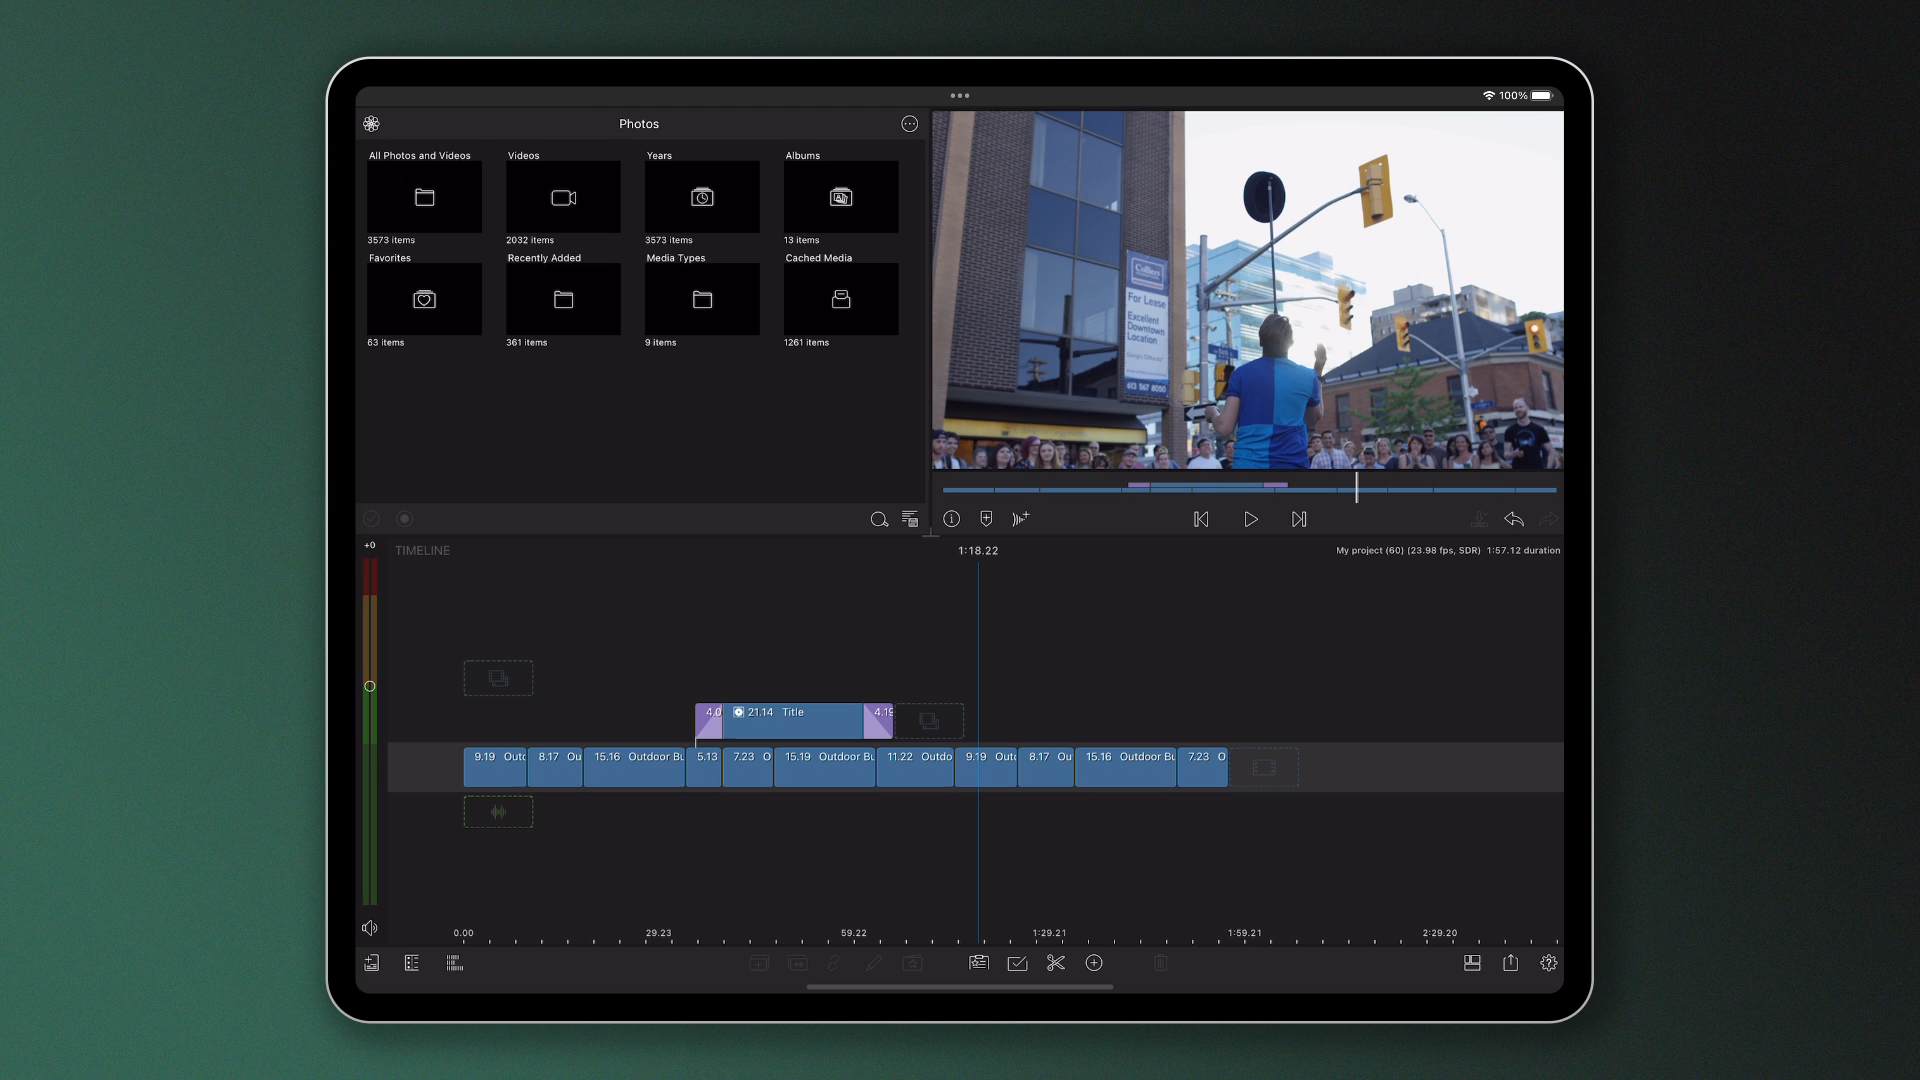 100%
Photos
All Photos and Videos
Videos
Years
Albums
3573 items
2032 items
3573 items
13 items
Favorites
Recently Added
Media Types
Cached Media
63 items
361 items
9 items
1261 items
Colliers
For Lease
Excellent
Downtown
Location
613 567 8050
+0
TIMELINE
1:18.22
My project (60) (23.98 fps, SDR) 1:57.12 duration
4.0
21.14 Title
4.19
9.19 Outd
8.17 Ou
15.16 Outdoor Bu
5.13
7.23 O
15.19 Outdoor Bu
11.22 Outdo
9.19 Outd
8.17 Ou
15.16 Outdoor Bu
7.23 O
0.00
29.23
59.22
1:29.21
1:59.21
2:29.20